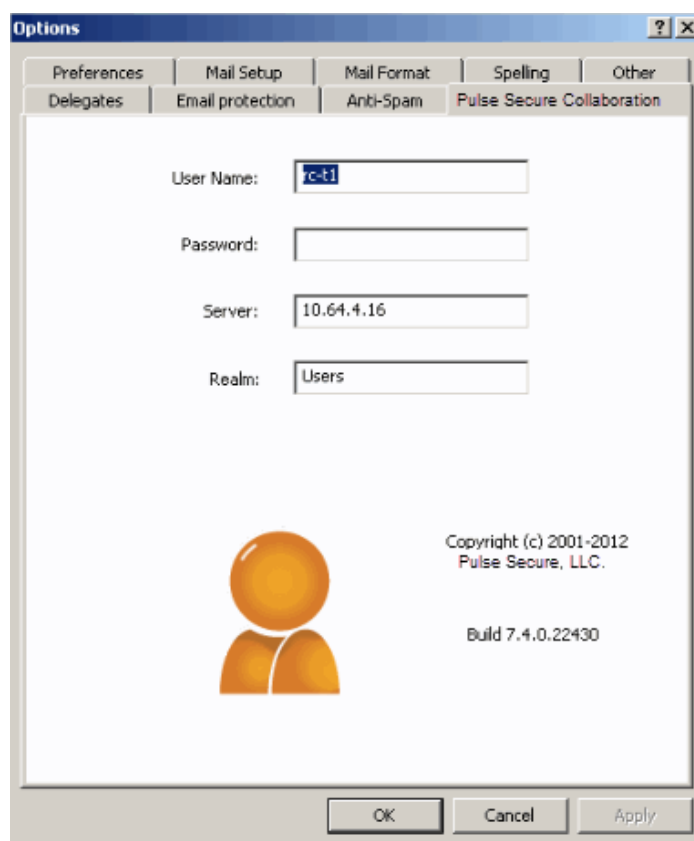 Options
Preferences Mail Setup Mail Format Spelling Other
Delegates Email protection Anti-Spam Pulse Secure Collaboration
User Name: rc-t1
Password:
Server: 10.64.4.16
Realm: Users
Copyright (c) 2001-2012
Pulse Secure, LLC.
Build 7.4.0.22430
OK Cancel Apply